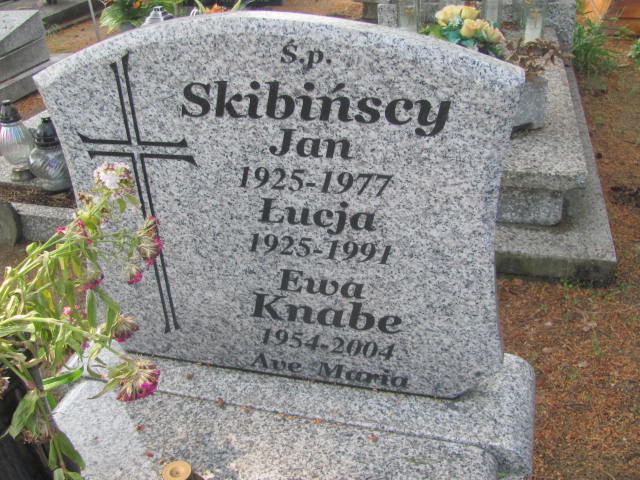 Ś.p.
Skibińscy
Jan
1925-1977
Łucja
1925-1991
Ewa
Knabe
1954-2004
Ave Maria